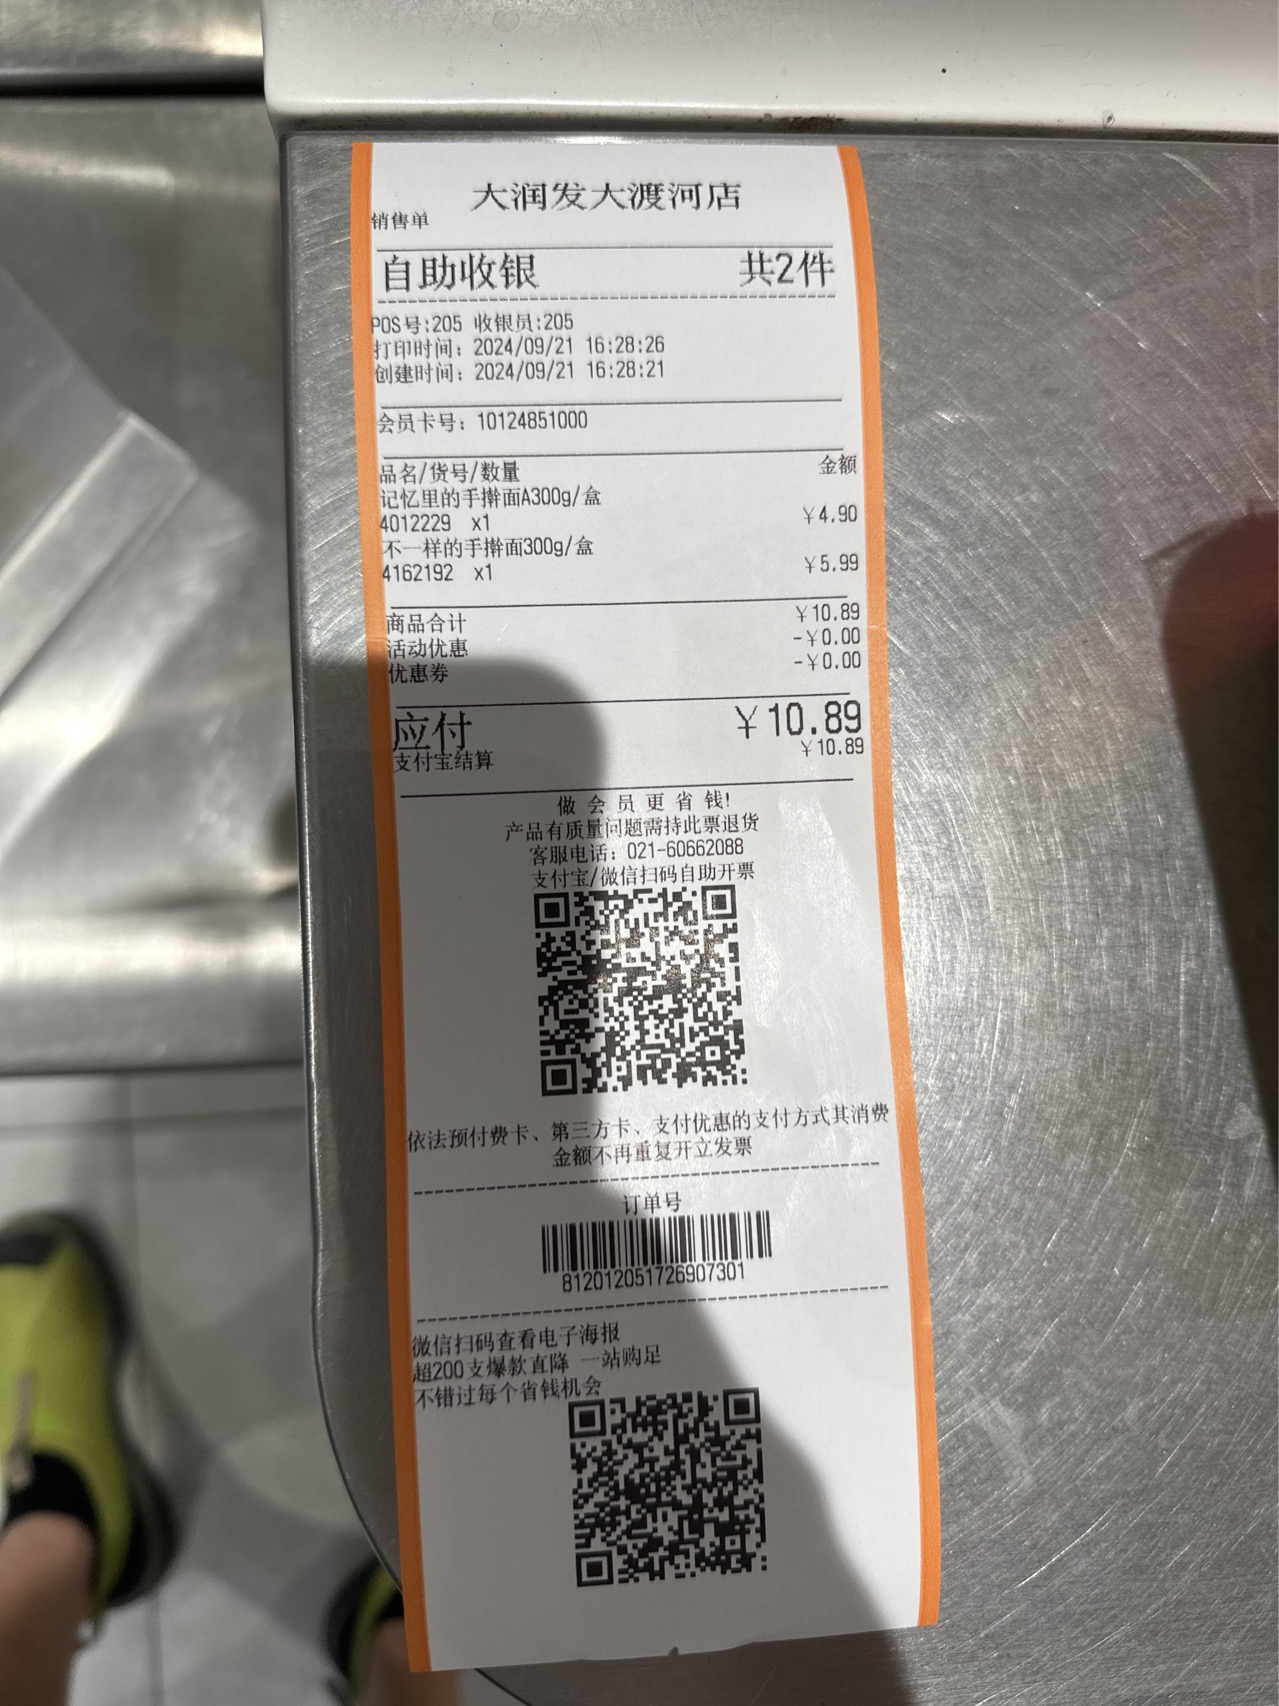 大润发大渡河店
销售单
自助收银 共2件
POS号:205 收银员:205
打印时间: 2024/09/21 16:28:26
创建时间: 2024/09/21 16:28:21
会员卡号: 10124851000
品名/货号/数量 金额
记忆里的手擀面A300g/盒
4012229 x1 ￥4.90
不一样的手擀面300g/盒
4162192 x1 ￥5.99
商品合计 ￥10.89
活动优惠 -￥0.00
优惠券 -￥0.00
应付 ￥10.89
支付宝结算 ￥10.89
做会员更省钱!
产品有质量问题需持此票退货
客服电话: 021-60662088
支付宝/微信扫码自助开票
依法预付费卡、第三方卡、支付优惠的支付方式其消费
金额不再重复开立发票
订单号
812012051726907301
微信扫码查看电子海报
超200支爆款直降 一站购足
不错过每个省钱机会